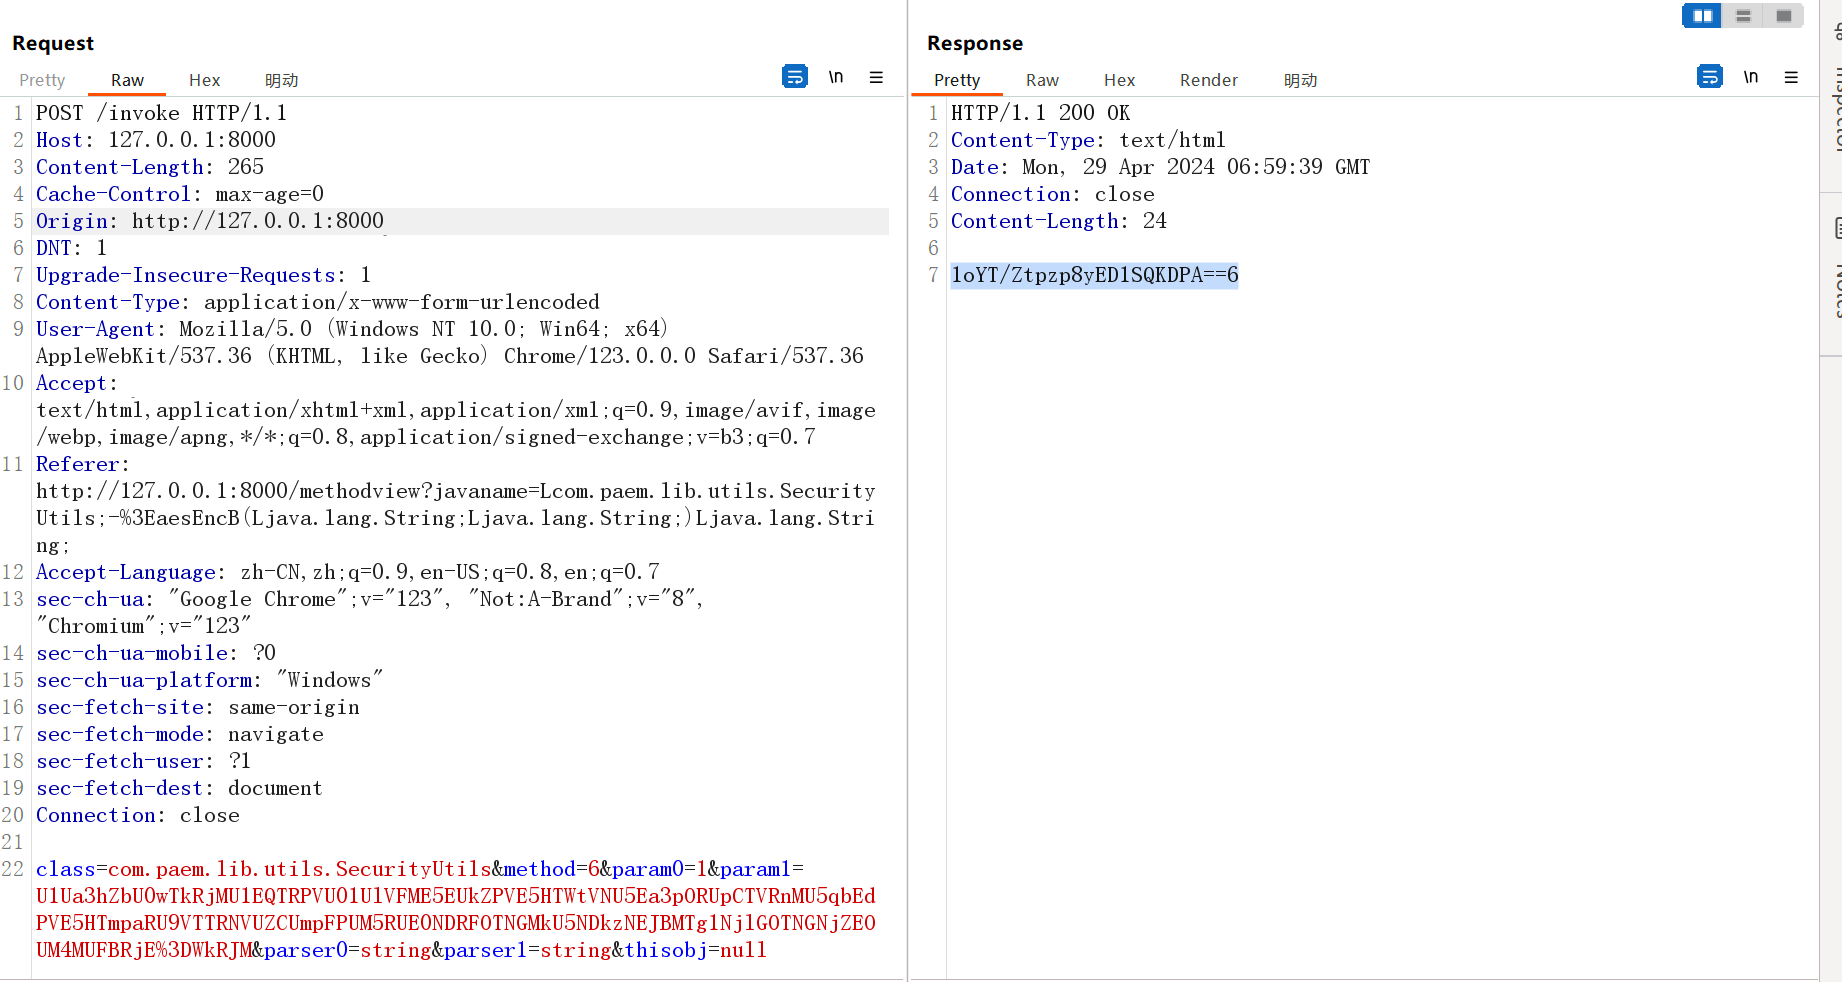 Request
Pretty Raw Hex 明动 \n ≡
1 POST /invoke HTTP/1.1
2 Host: 127.0.0.1:8000
3 Content-Length: 265
4 Cache-Control: max-age=0
5 Origin: http://127.0.0.1:8000
6 DNT: 1
7 Upgrade-Insecure-Requests: 1
8 Content-Type: application/x-www-form-urlencoded
9 User-Agent: Mozilla/5.0 (Windows NT 10.0; Win64; x64)
AppleWebKit/537.36 (KHTML, like Gecko) Chrome/123.0.0.0 Safari/537.36
10 Accept:
text/html,application/xhtml+xml,application/xml;q=0.9,image/avif,image
/webp,image/apng,*/*;q=0.8,application/signed-exchange;v=b3;q=0.7
11 Referer:
http://127.0.0.1:8000/methodview?javaname=Lcom.paem.lib.utils.Security
Utils;-%3EaesEncB(Ljava.lang.String;Ljava.lang.String;)Ljava.lang.Stri
ng;
12 Accept-Language: zh-CN,zh;q=0.9,en-US;q=0.8,en;q=0.7
13 sec-ch-ua: "Google Chrome";v="123", "Not:A-Brand";v="8",
"Chromium";v="123"
14 sec-ch-ua-mobile: ?0
15 sec-ch-ua-platform: "Windows"
16 sec-fetch-site: same-origin
17 sec-fetch-mode: navigate
18 sec-fetch-user: ?1
19 sec-fetch-dest: document
20 Connection: close
21
22 class=com.paem.lib.utils.SecurityUtils&method=6&param0=1&param1=
U1Ua3hZbU0wTkRjMU1EQTRPVU01U1VFME5EUkZPVE5HTWtVNU5Ea3pORUpCTVRnMU5qbEd
PVE5HTmpaRU9VTTRNVUZCUmpFPUM5RUE0NDRFOTNGMkU5NDkzNEJBMTg1NjlGOTNGNjZEO
UM4MUFBRjE%3DWkRJM&parser0=string&parser1=string&thisobj=null
Response
Pretty Raw Hex Render 明动 \n ≡
1 HTTP/1.1 200 OK
2 Content-Type: text/html
3 Date: Mon, 29 Apr 2024 06:59:39 GMT
4 Connection: close
5 Content-Length: 24
6
7 1oYT/Ztpzp8yED1SQKDPA==6
Inspector
Notes